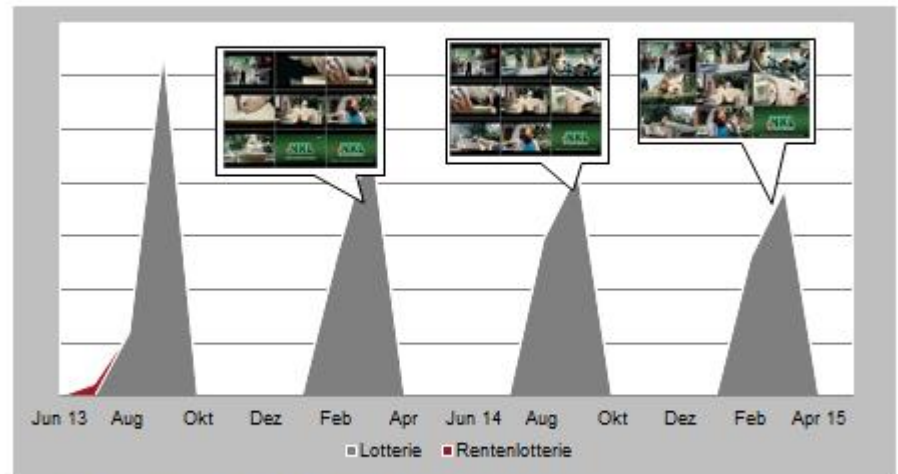 NKL NKL
NKL
NKL
Jun 13 Aug Okt Dez Feb Apr Jun 14 Aug Okt Dez Feb Apr 15
Lotterie Rentenlotterie